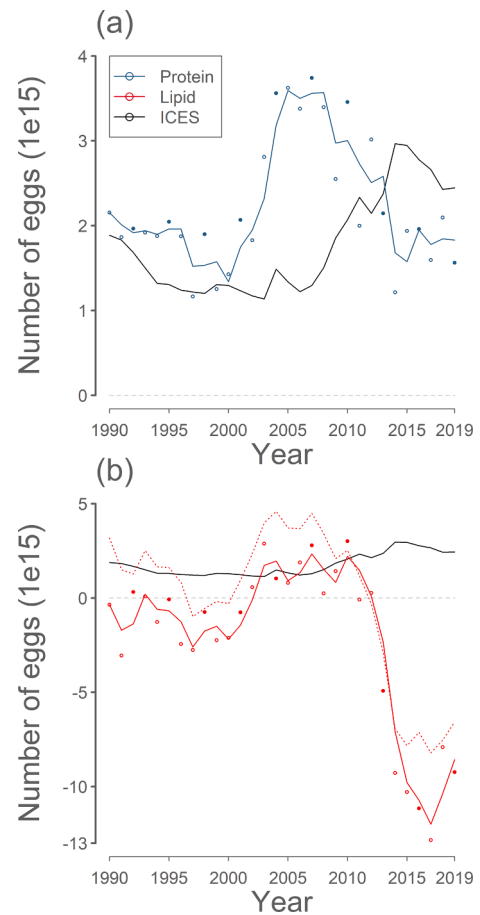 (a)
Number of eggs (1e15)
4
3
2
1
0
Protein
Lipid
ICES
1990 1995 2000 2005 2010 2015 2019
Year
(b)
Number of eggs (1e15)
5
0
-5
-10
-13
1990 1995 2000 2005 2010 2015 2019
Year